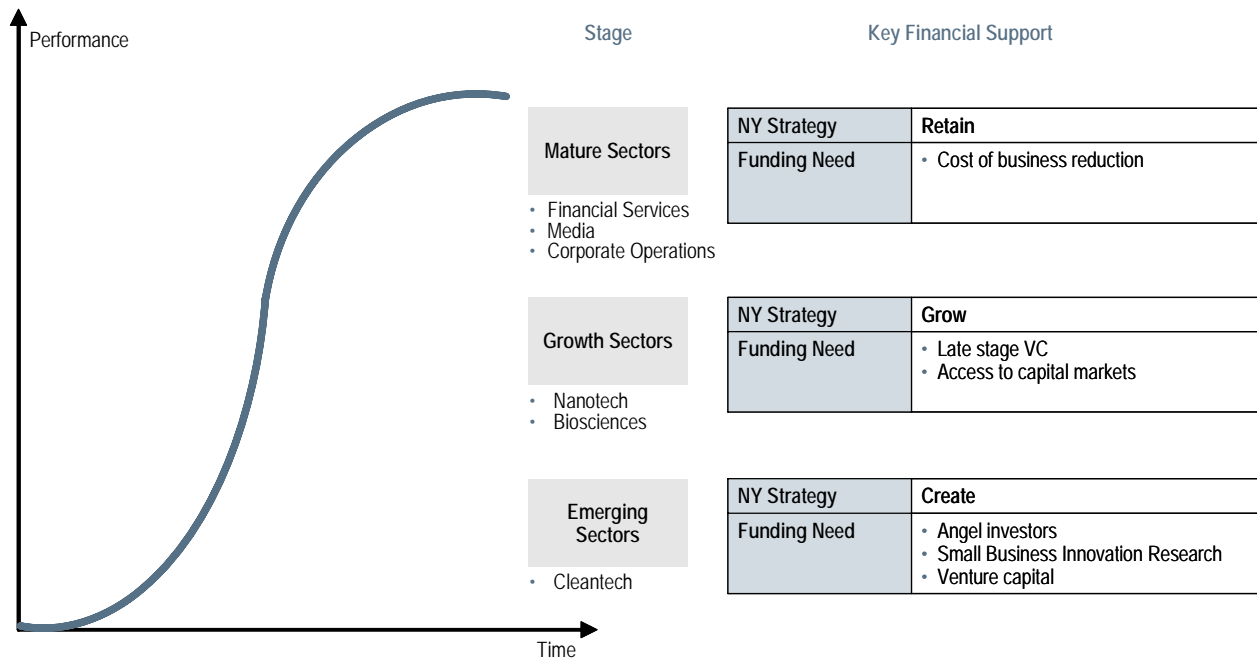 Performance
Stage
Key Financial Support
Mature Sectors
• Financial Services
• Media
• Corporate Operations
NY Strategy
Retain
Funding Need
• Cost of business reduction
Growth Sectors
• Nanotech
• Biosciences
NY Strategy
Grow
Funding Need
• Late stage VC
• Access to capital markets
Emerging
Sectors
• Cleantech
NY Strategy
Create
Funding Need
• Angel investors
• Small Business Innovation Research
• Venture capital
Time